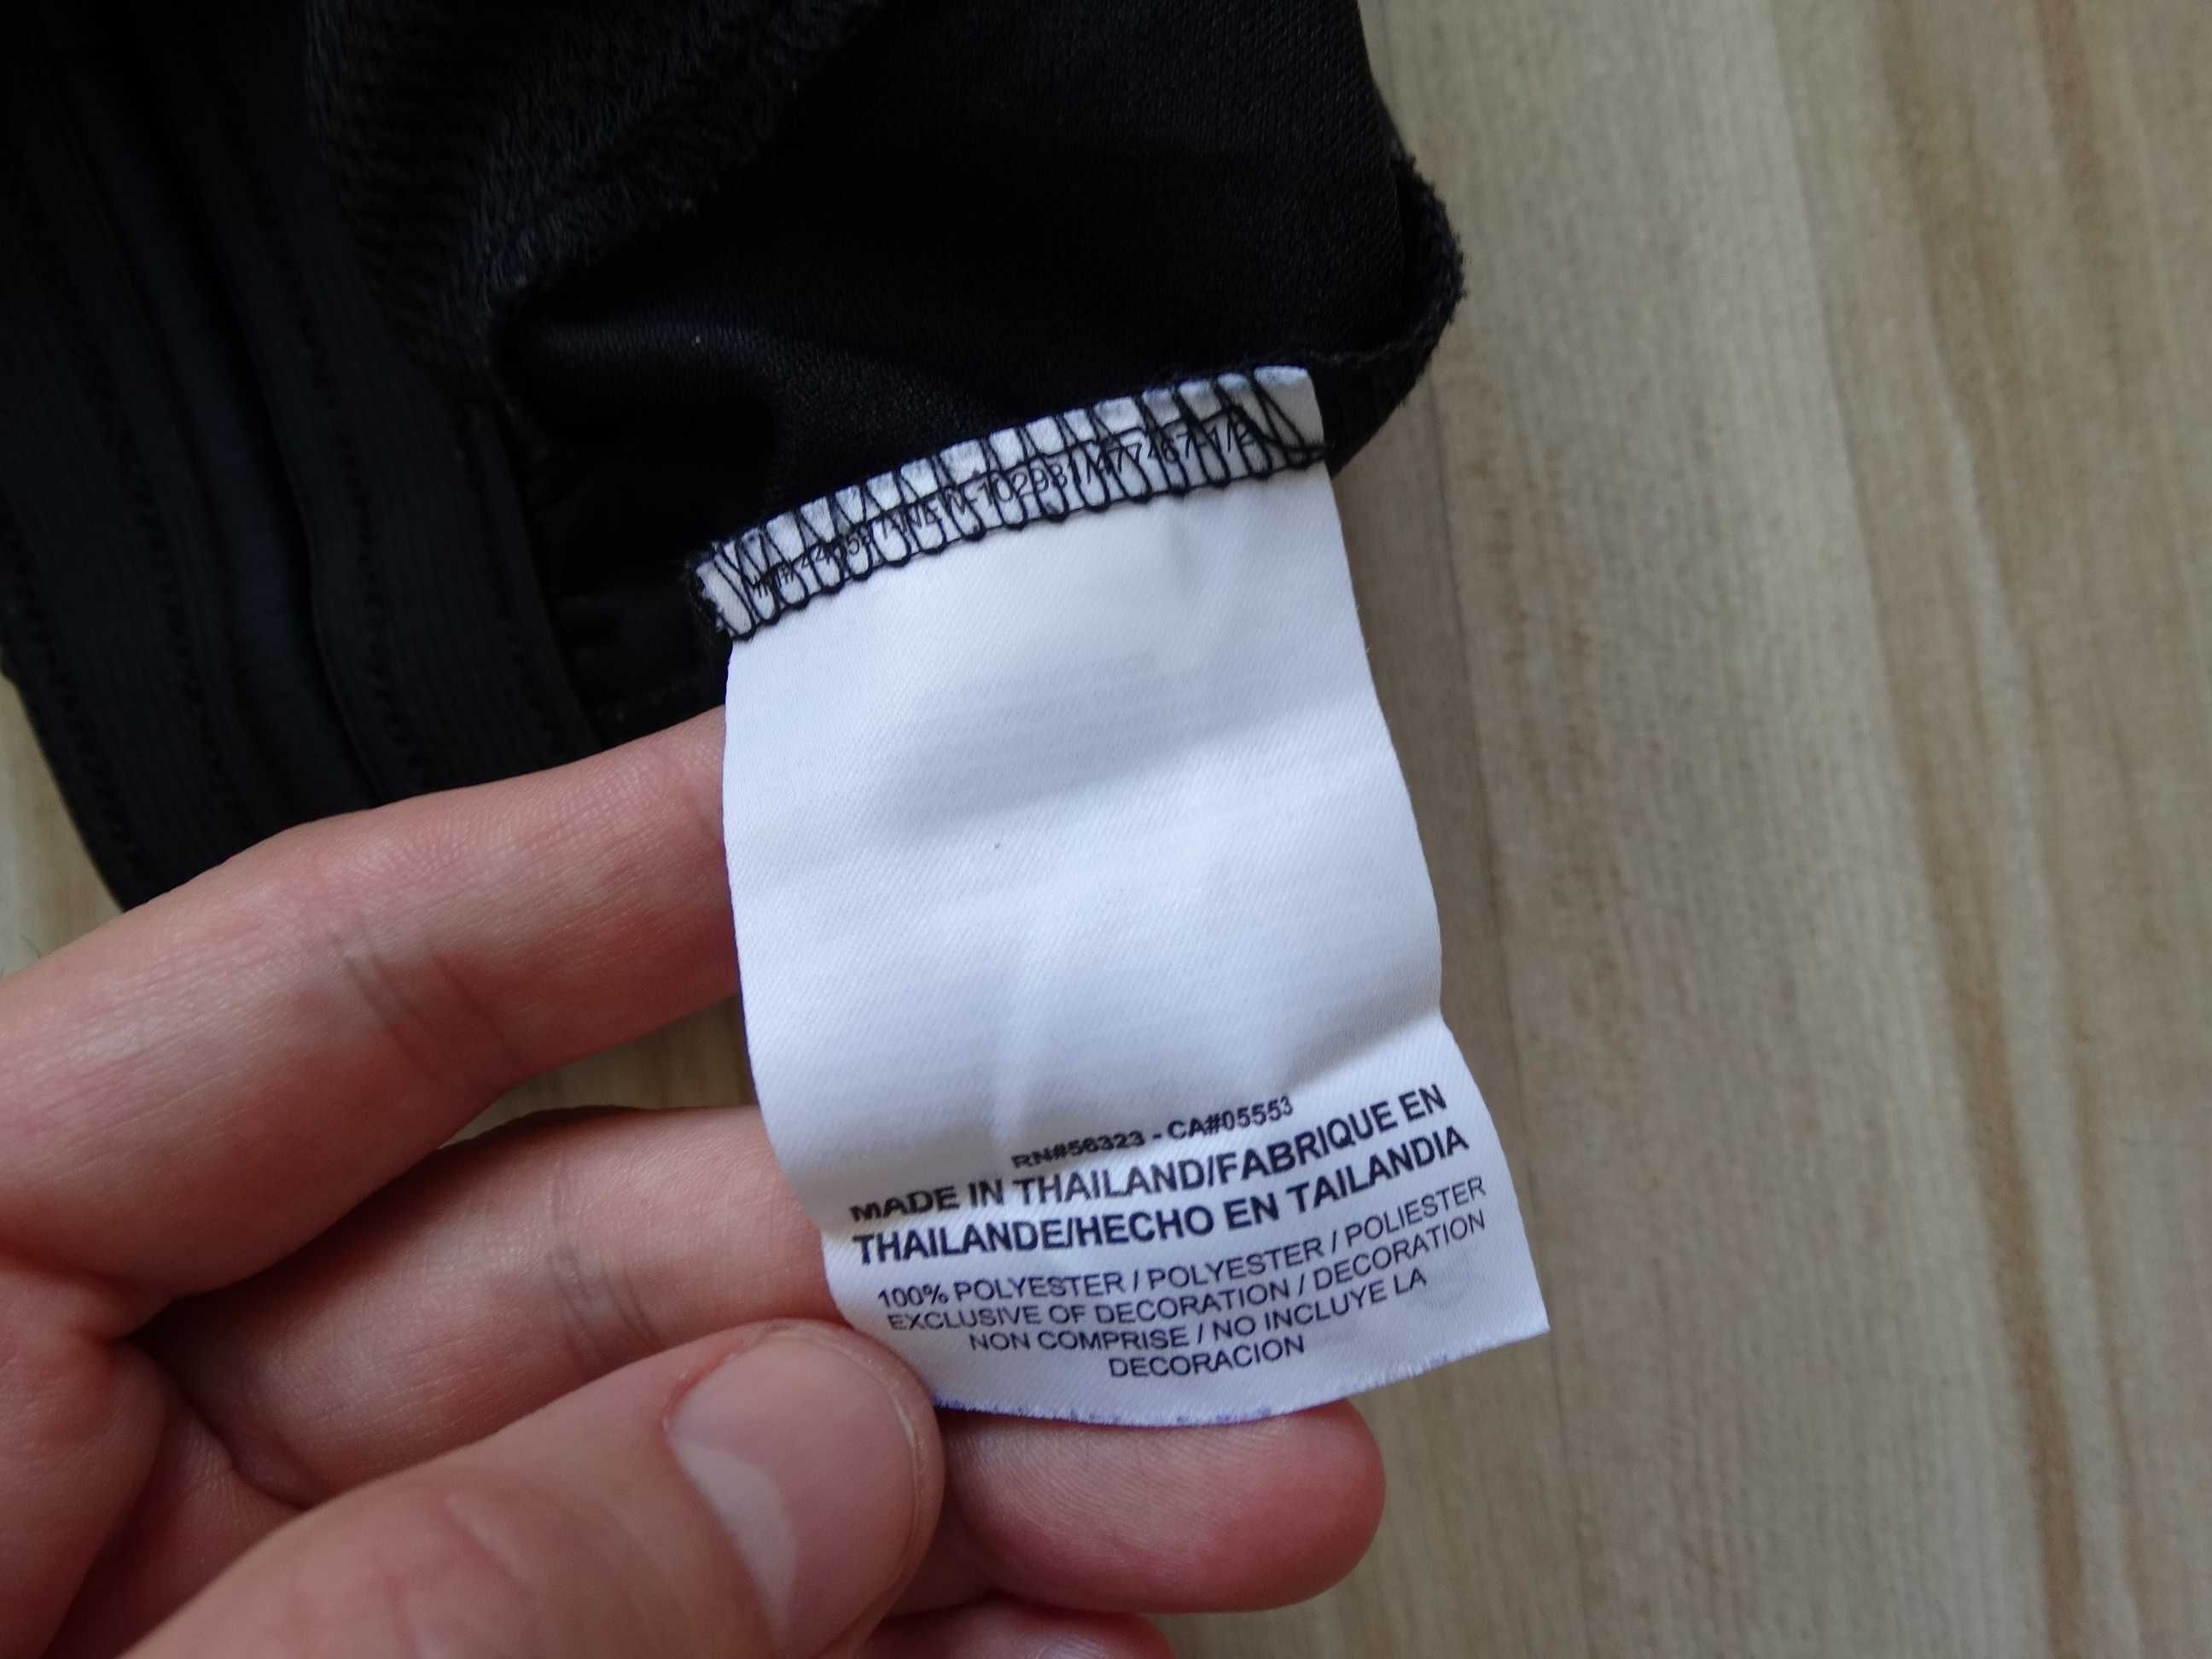 RN#56323 - CA#05553
MADE IN THAILAND/FABRIQUE EN
THAILANDE/HECHO EN TAILANDIA
100% POLYESTER / POLYESTER / POLIESTER
EXCLUSIVE OF DECORATION / DECORATION
NON COMPRISE / NO INCLUYE LA
DECORACION